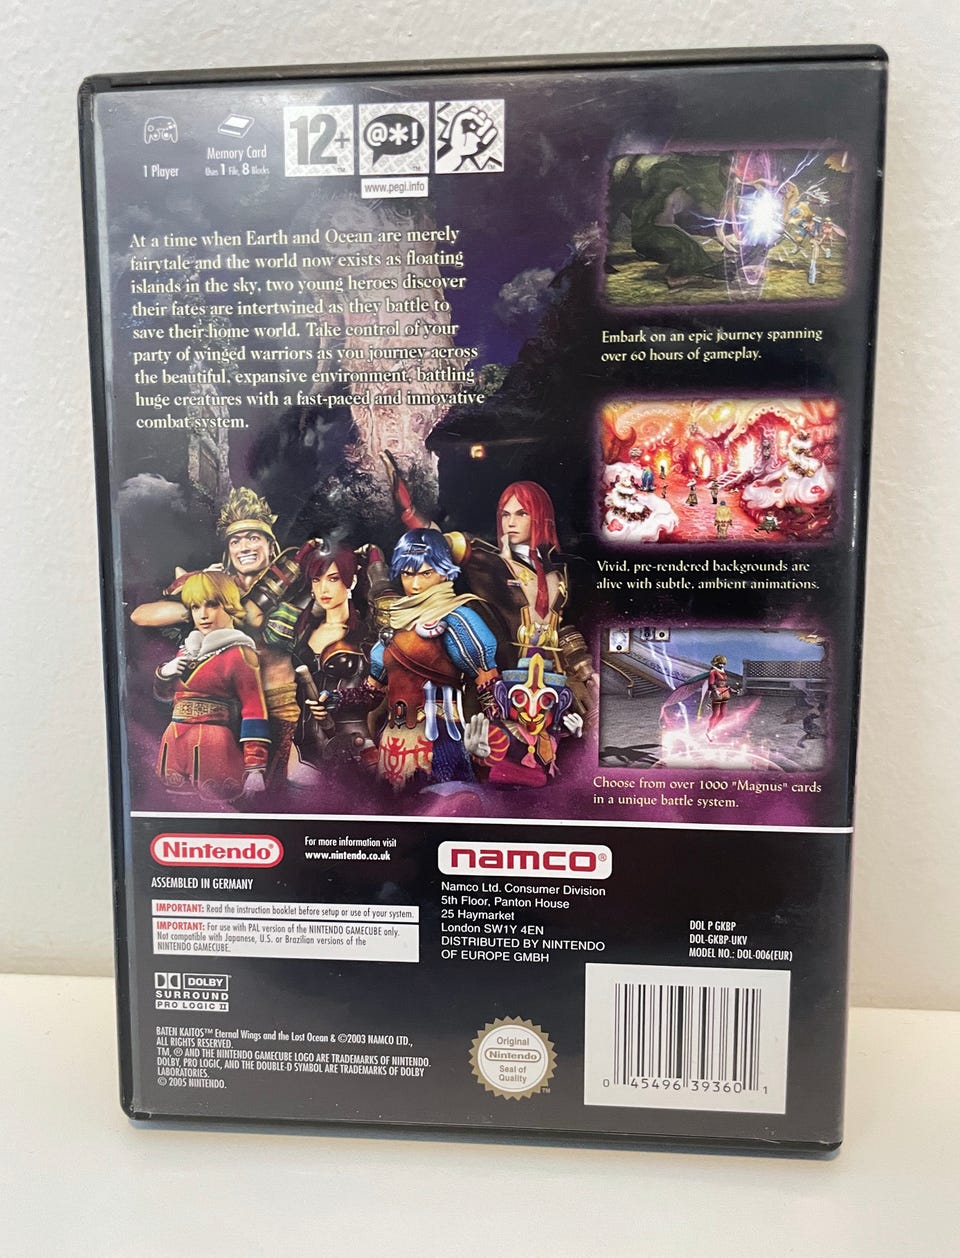 1 Player
Memory Card
Uses 1 File, 8 Blocks
12+
™
@*!
™
™
www.pegi.info
At a time when Earth and Ocean are merely
fairytale and the world now exists as floating
islands in the sky, two young heroes discover
their fates are intertwined as they battle to
save their home world. Take control of your
party of winged warriors as you journey across
the beautiful, expansive environment, battling
huge creatures with a fast-paced and innovative
combat system.
Embark on an epic journey spanning
over 60 hours of gameplay.
Vivid, pre-rendered backgrounds are
alive with subtle, ambient animations.
Choose from over 1000 "Magnus" cards
in a unique battle system.
Nintendo®
For more information visit
www.nintendo.co.uk
ASSEMBLED IN GERMANY
IMPORTANT: Read the instruction booklet before setup or use of your system.
IMPORTANT: For use with PAL version of the NINTENDO GAMECUBE only.
Not compatible with Japanese, U.S. or Brazilian versions of the
NINTENDO GAMECUBE.
namco®
Namco Ltd. Consumer Division
5th Floor, Panton House
25 Haymarket
London SW1Y 4EN
DISTRIBUTED BY NINTENDO
OF EUROPE GMBH
DOL P GKBP
DOL-GKBP-UKV
MODEL NO.: DOL-006(EUR)
DOLBY
SURROUND
PRO LOGIC II
BATEN KAITOS™ Eternal Wings and the Lost Ocean & ©2003 NAMCO LTD.,
ALL RIGHTS RESERVED.
TM, ® AND THE NINTENDO GAMECUBE LOGO ARE TRADEMARKS OF NINTENDO.
DOLBY, PRO LOGIC, AND THE DOUBLE-D SYMBOL ARE TRADEMARKS OF DOLBY
LABORATORIES.
© 2005 NINTENDO.
Original
Nintendo
Seal of
Quality
™
0 45496 39360 1